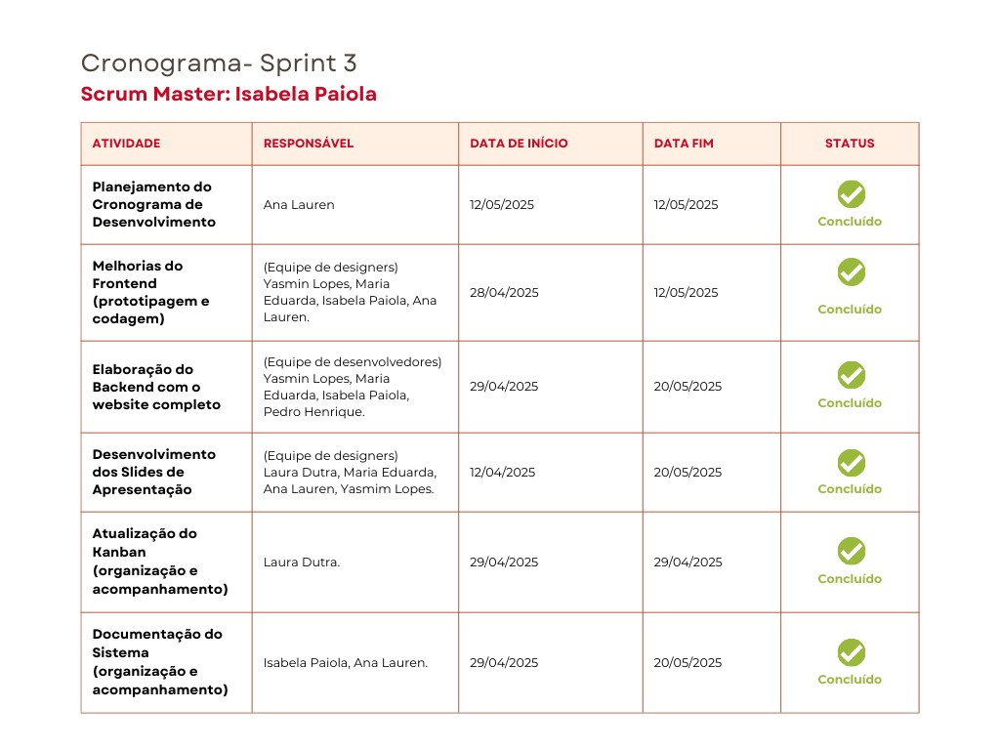 Cronograma- Sprint 3
Scrum Master: Isabela Paiola
ATIVIDADE
RESPONSÁVEL
DATA DE INÍCIO
DATA FIM
STATUS
Planejamento do
Cronograma de
Desenvolvimento
Ana Lauren
12/05/2025
12/05/2025
Concluído
Melhorias do
Frontend
(prototipagem e
codagem)
(Equipe de designers)
Yasmin Lopes, Maria
Eduarda, Isabela Paiola, Ana
Lauren.
28/04/2025
12/05/2025
Concluído
Elaboração do
Backend com o
website completo
(Equipe de desenvolvedores)
Yasmin Lopes, Maria
Eduarda, Isabela Paiola,
Pedro Henrique.
29/04/2025
20/05/2025
Concluído
Desenvolvimento
dos Slides de
Apresentação
(Equipe de designers)
Laura Dutra, Maria Eduarda,
Ana Lauren, Yasmim Lopes.
12/04/2025
20/05/2025
Concluído
Atualização do
Kanban
(organização e
acompanhamento)
Laura Dutra.
29/04/2025
29/04/2025
Concluído
Documentação do
Sistema
(organização e
acompanhamento)
Isabela Paiola, Ana Lauren.
29/04/2025
20/05/2025
Concluído